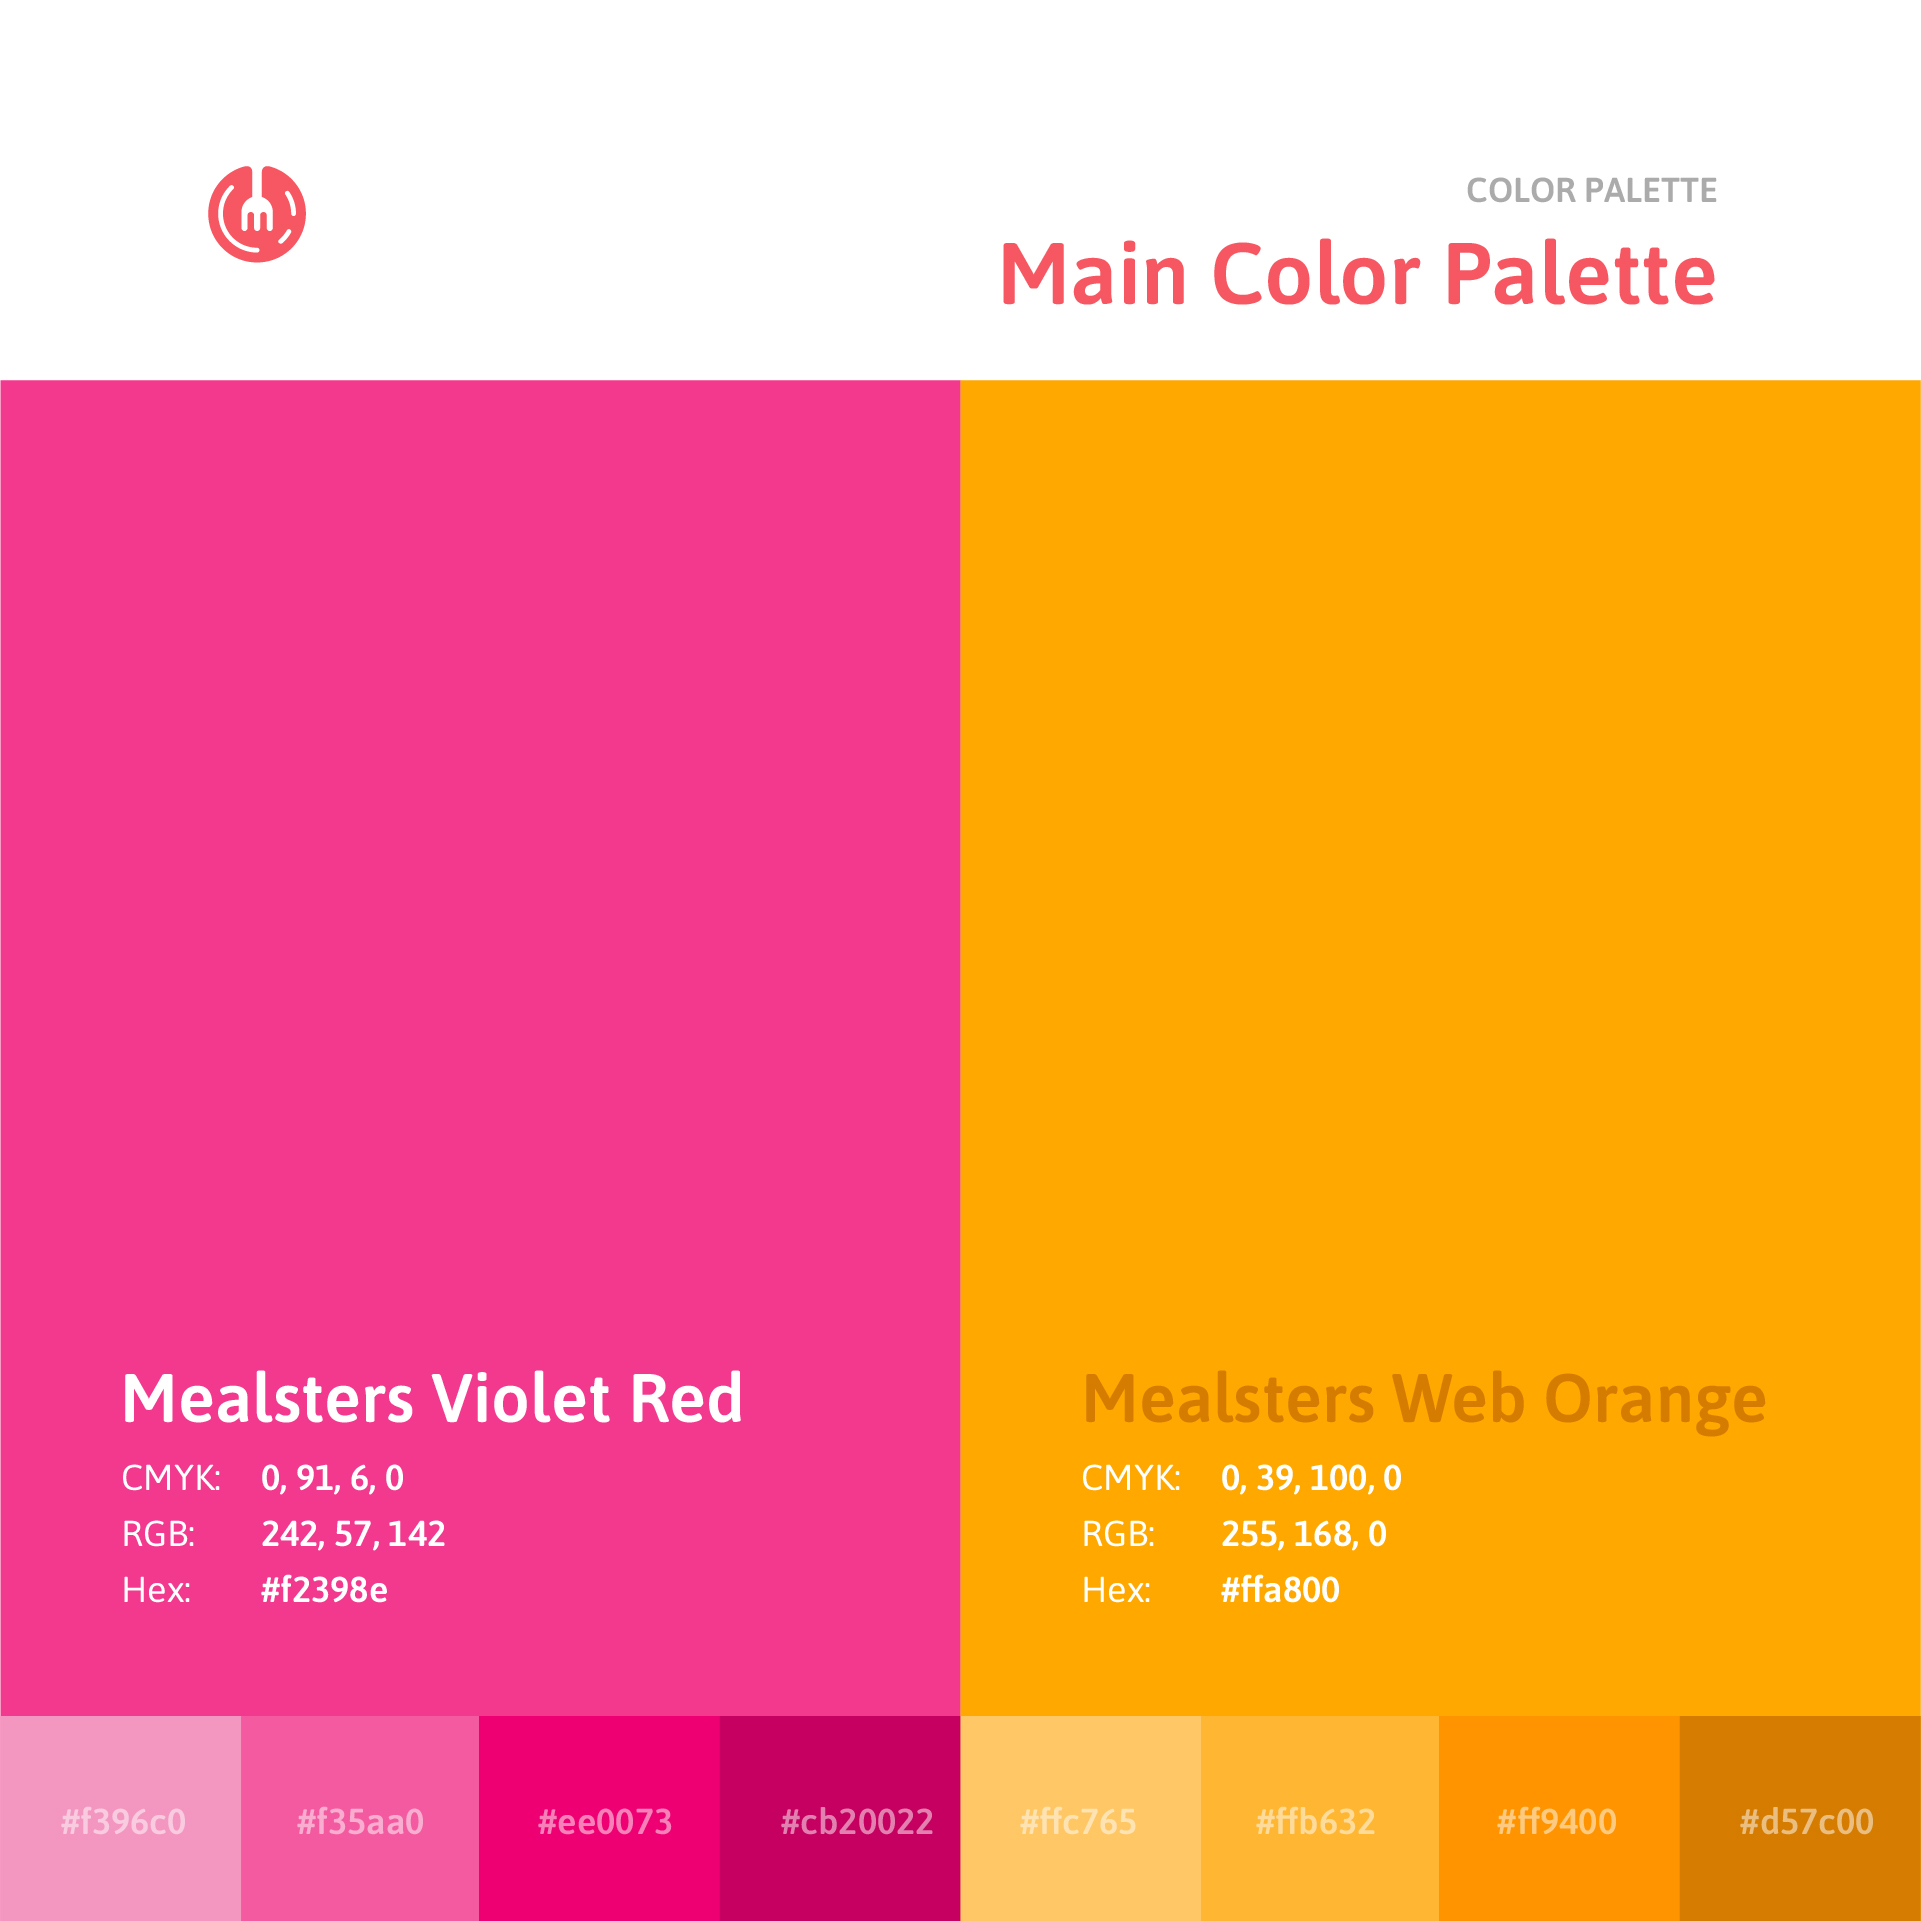 COLOR PALETTE
Main Color Palette
Mealsters Violet Red
CMYK: 0, 91, 6, 0
RGB: 242, 57, 142
Hex: #f2398e
Mealsters Web Orange
CMYK: 0, 39, 100, 0
RGB: 255, 168, 0
Hex: #ffa800
#f396c0 #f35aa0 #ee0073 #cb20022 #ffc765 #ffb632 #ff9400 #d57c00